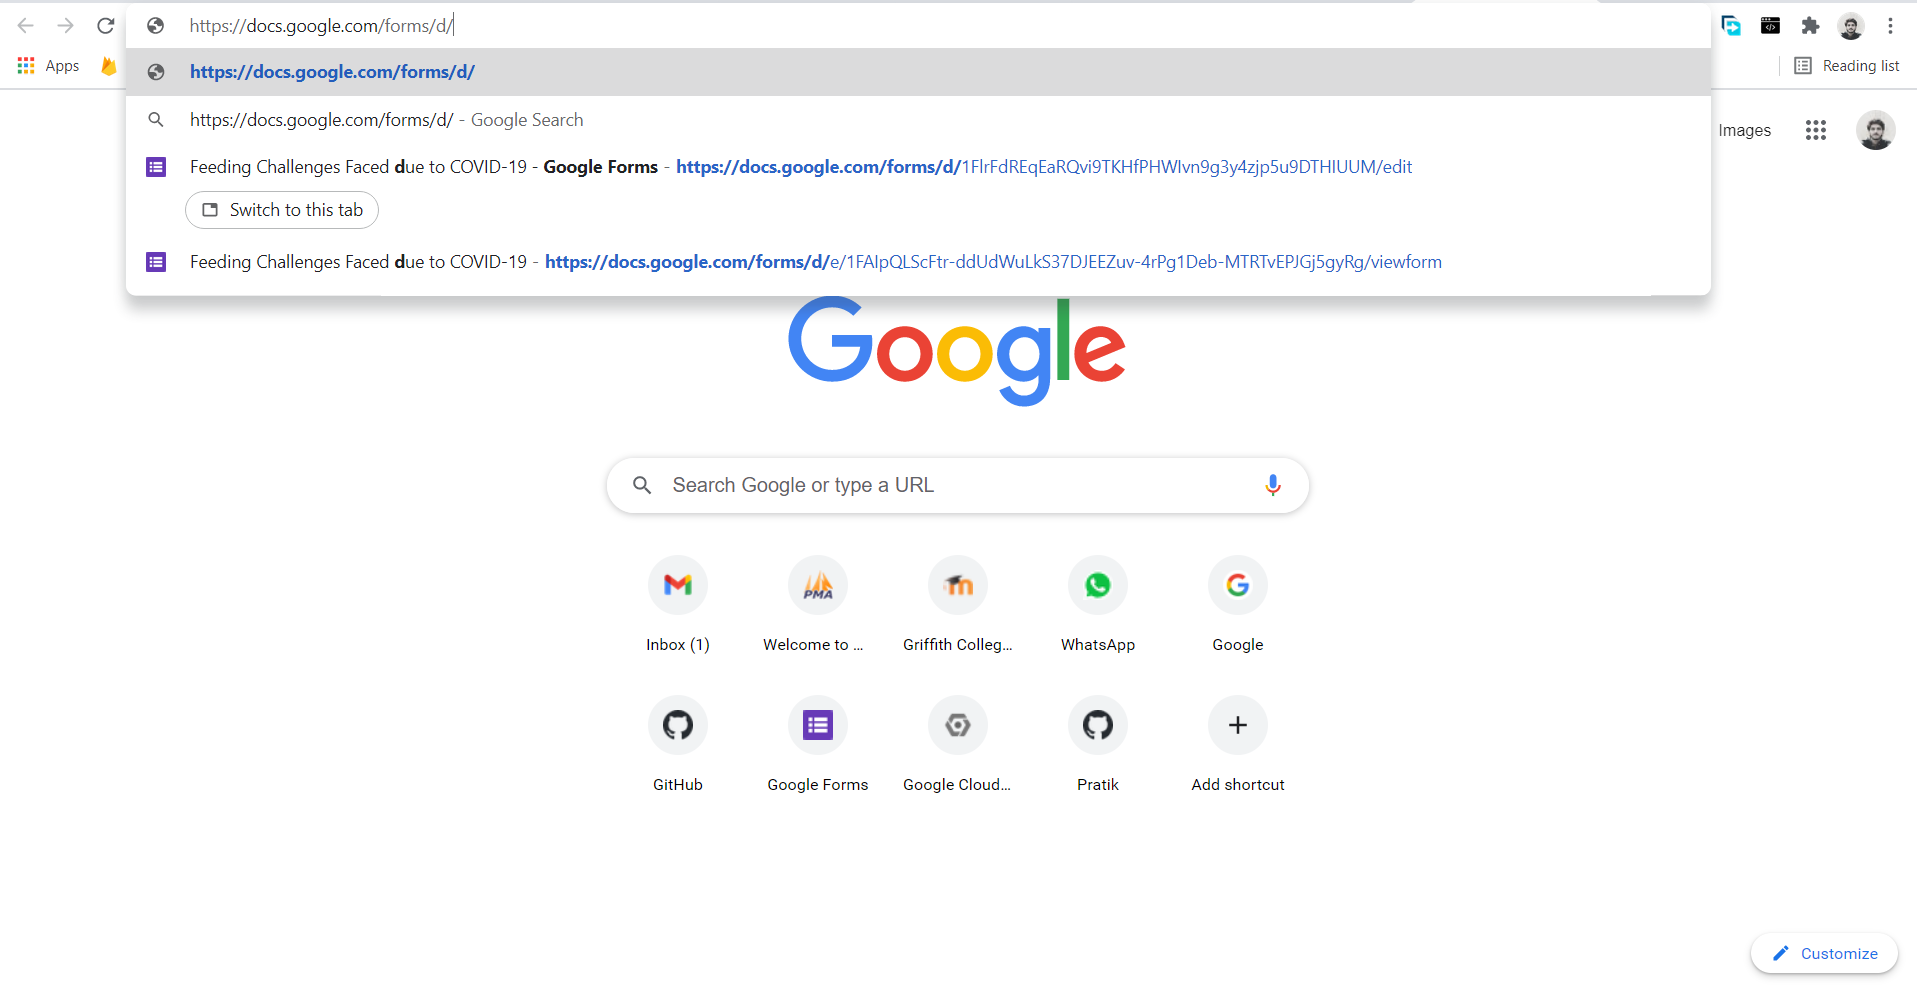 https://docs.google.com/forms/d/
Apps
Reading list
https://docs.google.com/forms/d/
https://docs.google.com/forms/d/ - Google Search
Images
Feeding Challenges Faced due to COVID-19 - Google Forms - https://docs.google.com/forms/d/1FlrFdREqEaRQvi9TKHfPHWIvn9g3y4zjp5u9DTHIUUM/edit
Switch to this tab
Feeding Challenges Faced due to COVID-19 - https://docs.google.com/forms/d/e/1FAIpQLScFtr-ddUdWuLkS37DJEEZuv-4rPg1Deb-MTRTvEPJGj5gyRg/viewform
Google
Search Google or type a URL
PMA
Inbox (1)
Welcome to ...
Griffith Colleg...
WhatsApp
Google
GitHub
Google Forms
Google Cloud...
Pratik
Add shortcut
Customize